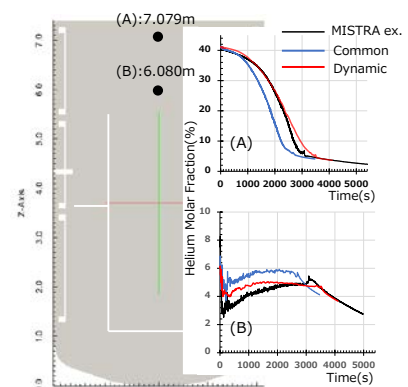 (A):7.079m
(B):6.080m
Z-Axis
7.0
6.0
5.0
4.0
3.0
2.0
1.0
0.0
MISTRA ex.
Common
Dynamic
Helium Molar Fraction(%)
50
40
30
20
10
0
(A)
0 1000 2000 3000 4000 5000
Time(s)
10
8
6
4
2
0
(B)
0 1000 2000 3000 4000 5000
Time(s)